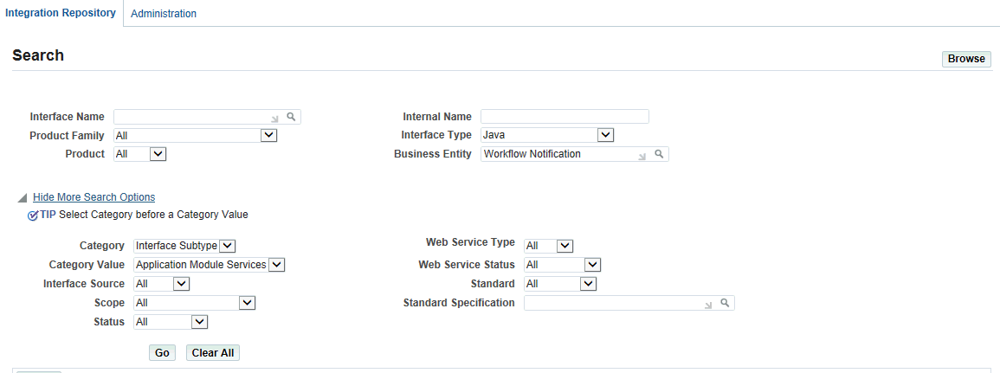 Integration Repository Administration
Search
Browse
Interface Name Internal Name
Product Family All Interface Type Java
Product All Business Entity Workflow Notification
Hide More Search Options
TIP Select Category before a Category Value
Category Interface Subtype Web Service Type All
Category Value Application Module Services Web Service Status All
Interface Source All Standard All
Scope All Standard Specification
Status All
Go Clear All